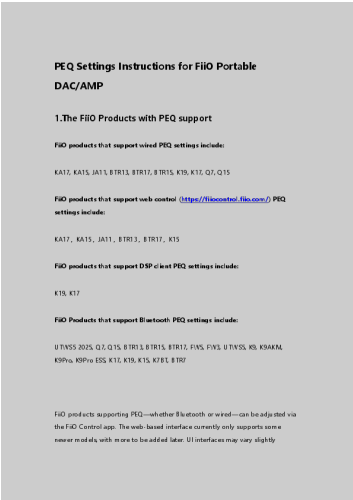 PEQ Settings Instructions for FiiO Portable
DAC/AMP
1.The FiiO Products with PEQ support
FiiO products that support wired PEQ settings include:
KA17, KA15, JA11, BTR13, BTR17, BTR15, K19, K17, Q7, Q15
FiiO products that support web control (https://fiiocontrol.fiio.com/) PEQ
settings include:
KA17, KA15, JA11, BTR13, BTR17, K15
FiiO products that support DSP client PEQ settings include:
K19, K17
FiiO Products that support Bluetooth PEQ settings include:
UTWS5 2025, Q7, Q15, BTR13, BTR15, BTR17, FW5, FW3, UTWS5, K9, K9AKM,
K9Pro, K9Pro ESS, K17, K19, K15, K7BT, BTR7
FiiO products supporting PEQ—whether Bluetooth or wired—can be adjusted via
the FiiO Control app. The web-based interface currently only supports some
newer models, with more to be added later. UI interfaces may vary slightly